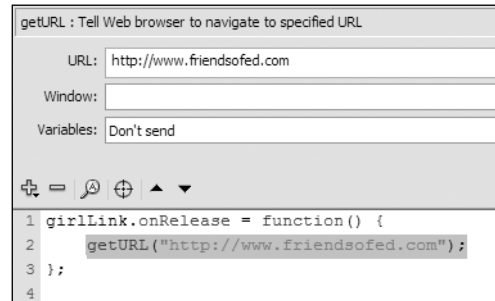 getURL : Tell Web browser to navigate to specified URL
URL: http://www.friendsofed.com
Window:
Variables: Don't send
1 girlLink.onRelease = function() {
2 getURL("http://www.friendsofed.com");
3 };
4